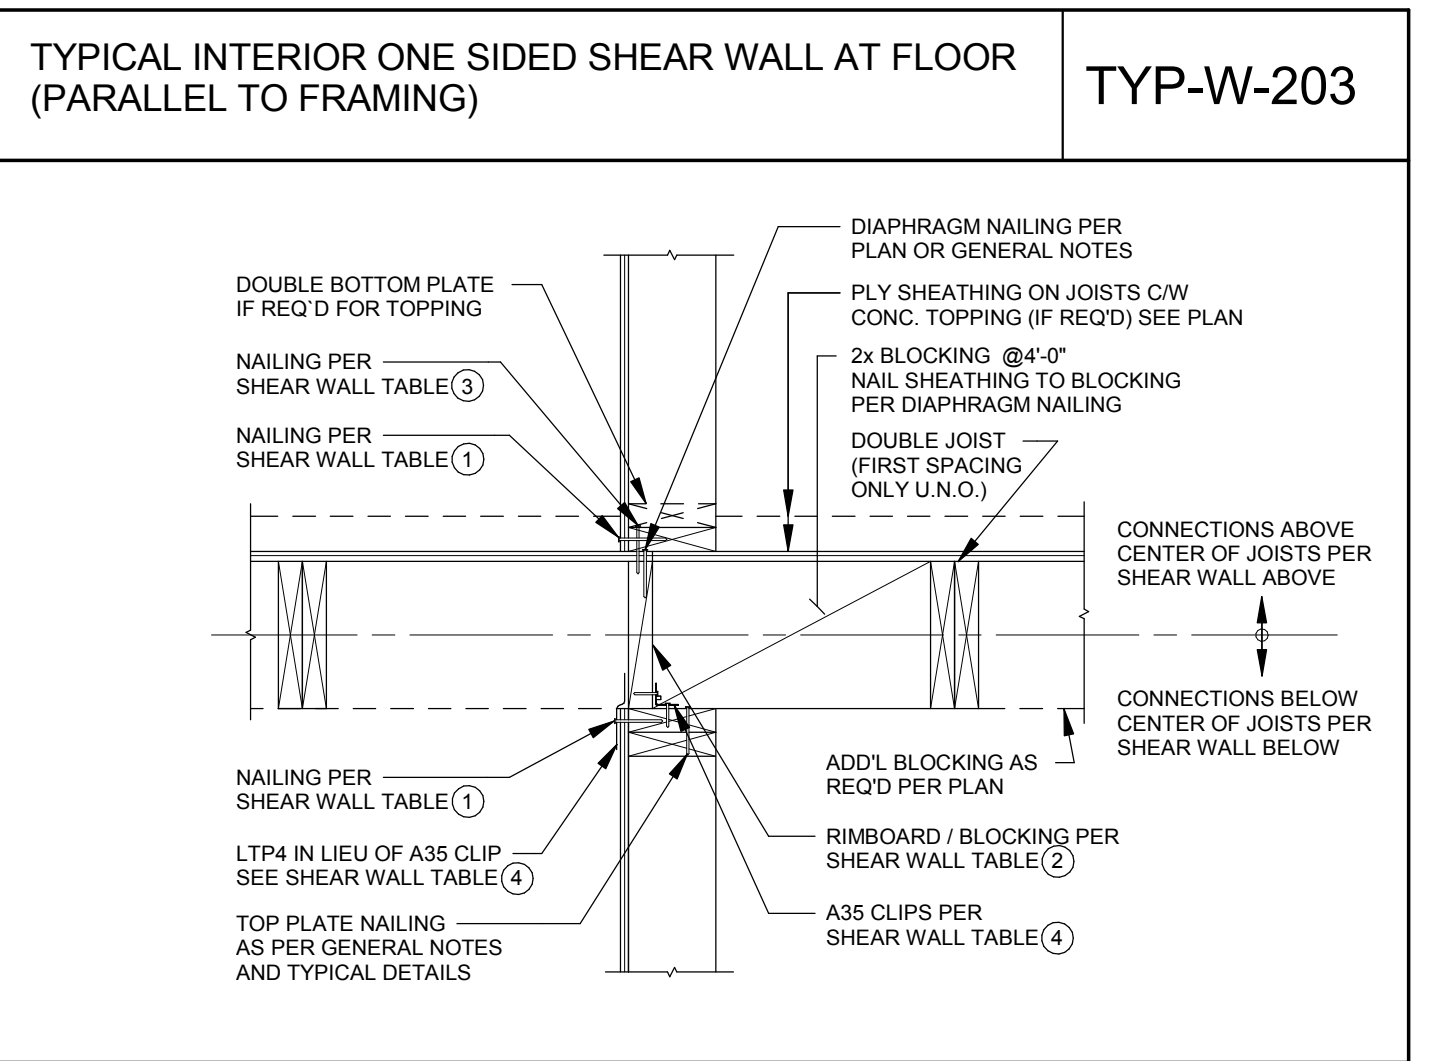 TYPICAL INTERIOR ONE SIDED SHEAR WALL AT FLOOR
(PARALLEL TO FRAMING)
TYP-W-203
DOUBLE BOTTOM PLATE
IF REQ`D FOR TOPPING
NAILING PER
SHEAR WALL TABLE 3
NAILING PER
SHEAR WALL TABLE 1
NAILING PER
SHEAR WALL TABLE 1
LTP4 IN LIEU OF A35 CLIP
SEE SHEAR WALL TABLE 4
TOP PLATE NAILING
AS PER GENERAL NOTES
AND TYPICAL DETAILS
DIAPHRAGM NAILING PER
PLAN OR GENERAL NOTES
PLY SHEATHING ON JOISTS C/W
CONC. TOPPING (IF REQ'D) SEE PLAN
2x BLOCKING @4'-0"
NAIL SHEATHING TO BLOCKING
PER DIAPHRAGM NAILING
DOUBLE JOIST
(FIRST SPACING
ONLY U.N.O.)
CONNECTIONS ABOVE
CENTER OF JOISTS PER
SHEAR WALL ABOVE
CONNECTIONS BELOW
CENTER OF JOISTS PER
SHEAR WALL BELOW
ADD'L BLOCKING AS
REQ'D PER PLAN
RIMBOARD / BLOCKING PER
SHEAR WALL TABLE 2
A35 CLIPS PER
SHEAR WALL TABLE 4